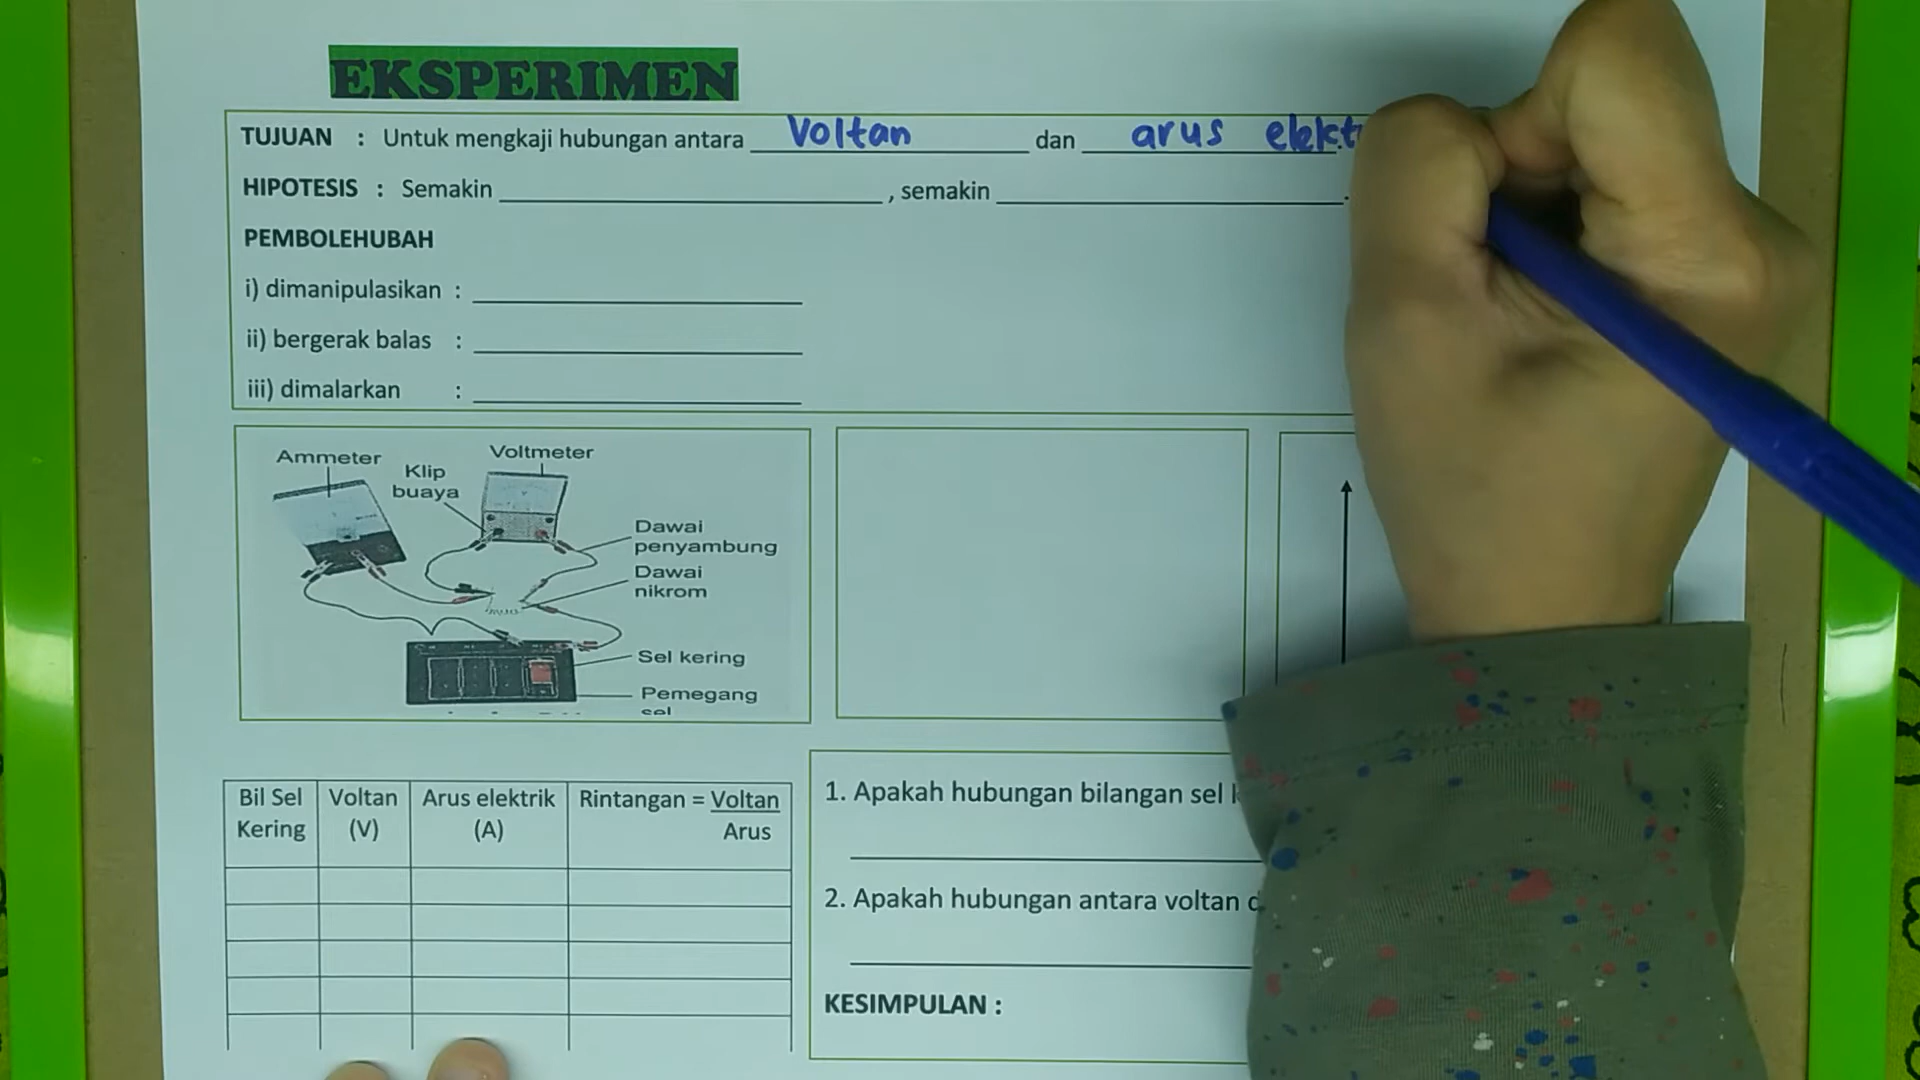 EKSPERIMEN
TUJUAN : Untuk mengkaji hubungan antara Voltan dan arus elekt
HIPOTESIS : Semakin , semakin .
PEMBOLEHUBAH
i) dimanipulasikan :
ii) bergerak balas :
iii) dimalarkan :
Ammeter
Voltmeter
Klip
buaya
Dawai
penyambung
Dawai
nikrom
Sel kering
Pemegang
sel
Bil Sel
Kering
Voltan
(V)
Arus elektrik
(A)
Rintangan = Voltan
Arus
1. Apakah hubungan bilangan sel
2. Apakah hubungan antara voltan
KESIMPULAN :